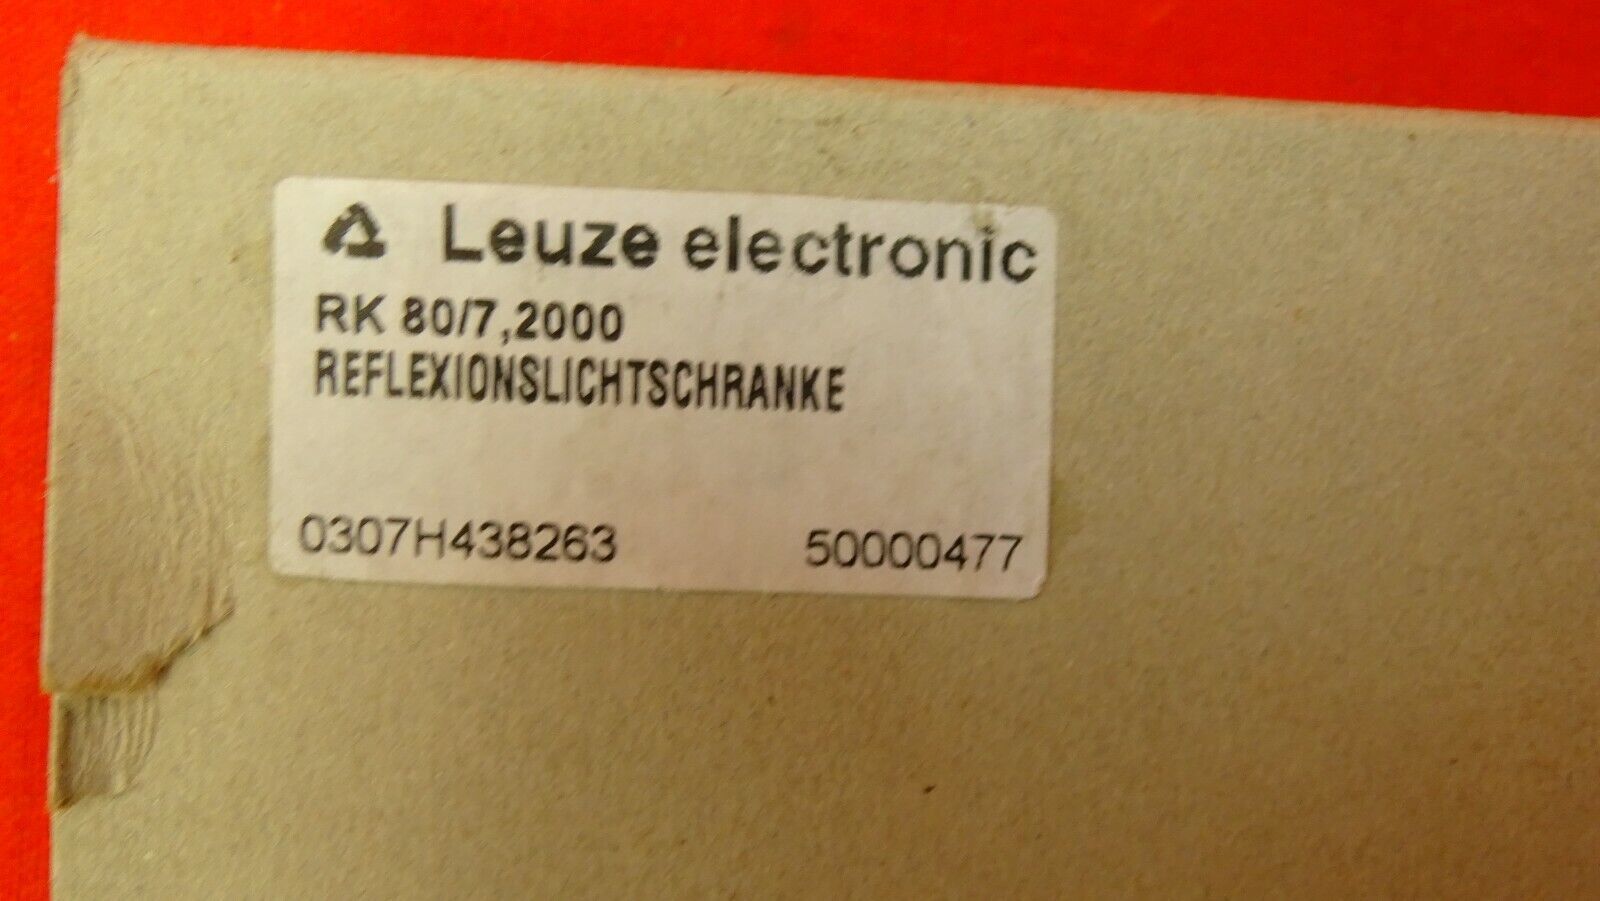 Leuze electronic
RK 80/7,2000
REFLEXIONSLICHTSCHRANKE
0307H438263 50000477